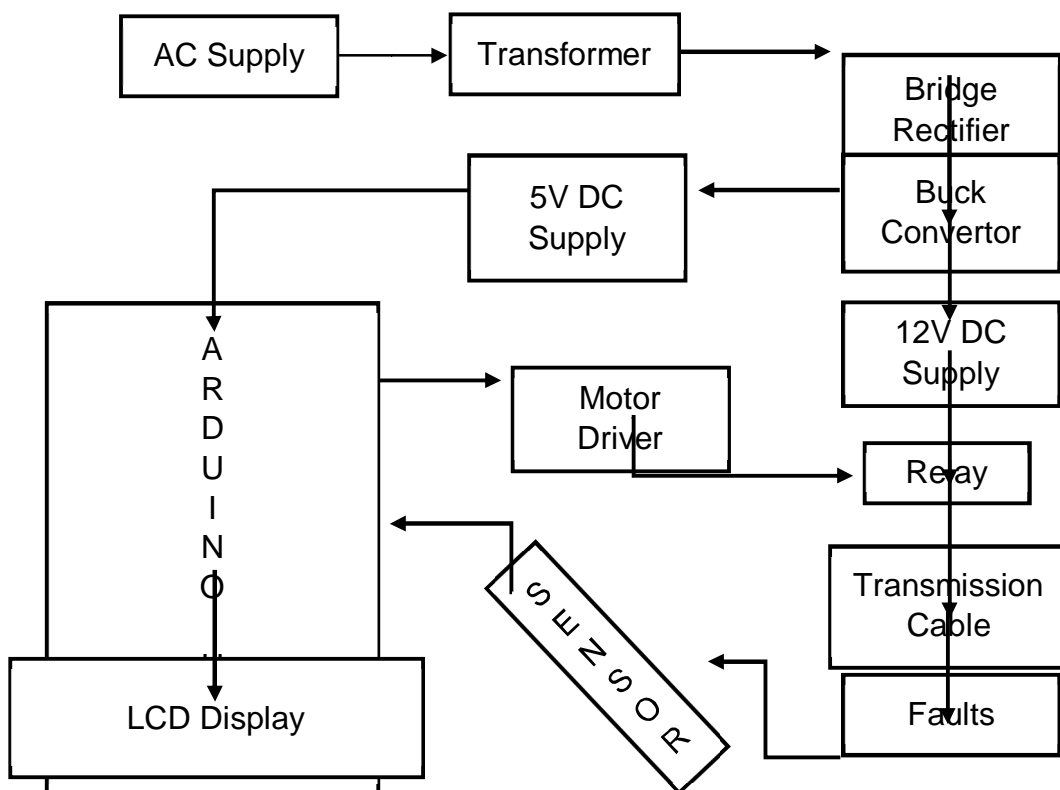 AC Supply
Transformer
Bridge
Rectifier
5V DC
Supply
Buck
Convertor
12V DC
Supply
A
R
D
U
I
N
O
Motor
Driver
Relay
SENSOR
Transmission
Cable
LCD Display
Faults